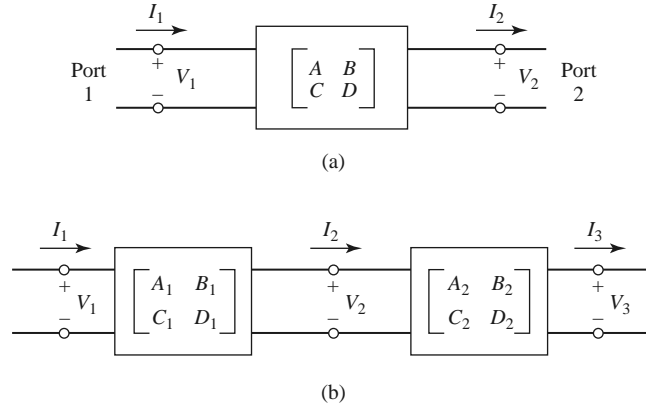 I1 I2
+ +
Port A B Port
1 V1 C D V2 2
− −
(a)
I1 I2 I3
+ + +
V1 A1 B1 V2 A2 B2 V3
C1 D1 C2 D2
− − −
(b)